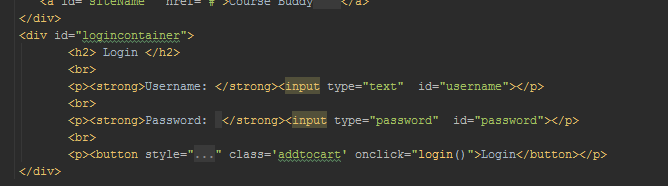 <a id="siteName" href="#">Course Buddy</a>
</div>
<div id="logincontainer">
<h2> Login </h2>
<br>
<p><strong>Username: </strong><input type="text"  id="username"></p>
<br>
<p><strong>Password: </strong><input type="password"  id="password"></p>
<br>
<p><button style="..." class='addtocart' onclick="login()">Login</button></p>
</div>